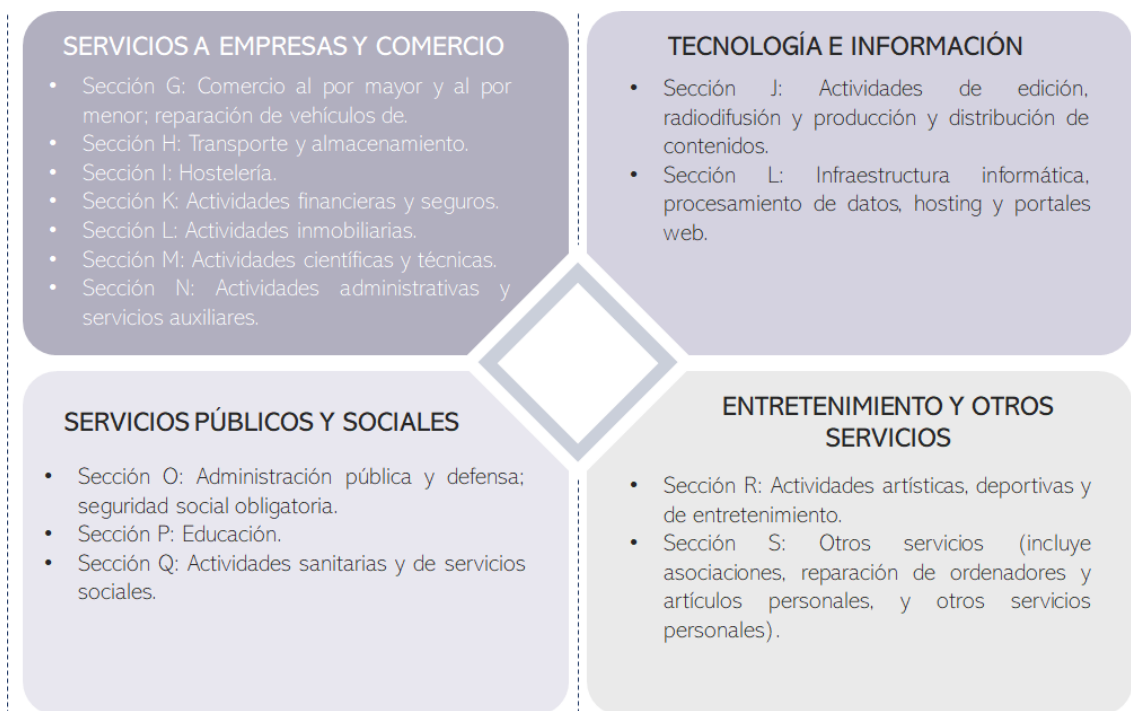 SERVICIOS A EMPRESAS Y COMERCIO
• Sección G: Comercio al por mayor y al por
menor; reparación de vehículos de.
• Sección H: Transporte y almacenamiento.
• Sección I: Hostelería.
• Sección K: Actividades financieras y seguros.
• Sección L: Actividades inmobiliarias.
• Sección M: Actividades científicas y técnicas.
• Sección N: Actividades administrativas y
servicios auxiliares.
TECNOLOGÍA E INFORMACIÓN
• Sección J: Actividades de edición,
radiodifusión y producción y distribución de
contenidos.
• Sección L: Infraestructura informática,
procesamiento de datos, hosting y portales
web.
SERVICIOS PÚBLICOS Y SOCIALES
• Sección O: Administración pública y defensa;
seguridad social obligatoria.
• Sección P: Educación.
• Sección Q: Actividades sanitarias y de servicios
sociales.
ENTRETENIMIENTO Y OTROS
SERVICIOS
• Sección R: Actividades artísticas, deportivas y
de entretenimiento.
• Sección S: Otros servicios (incluye
asociaciones, reparación de ordenadores y
artículos personales, y otros servicios
personales).